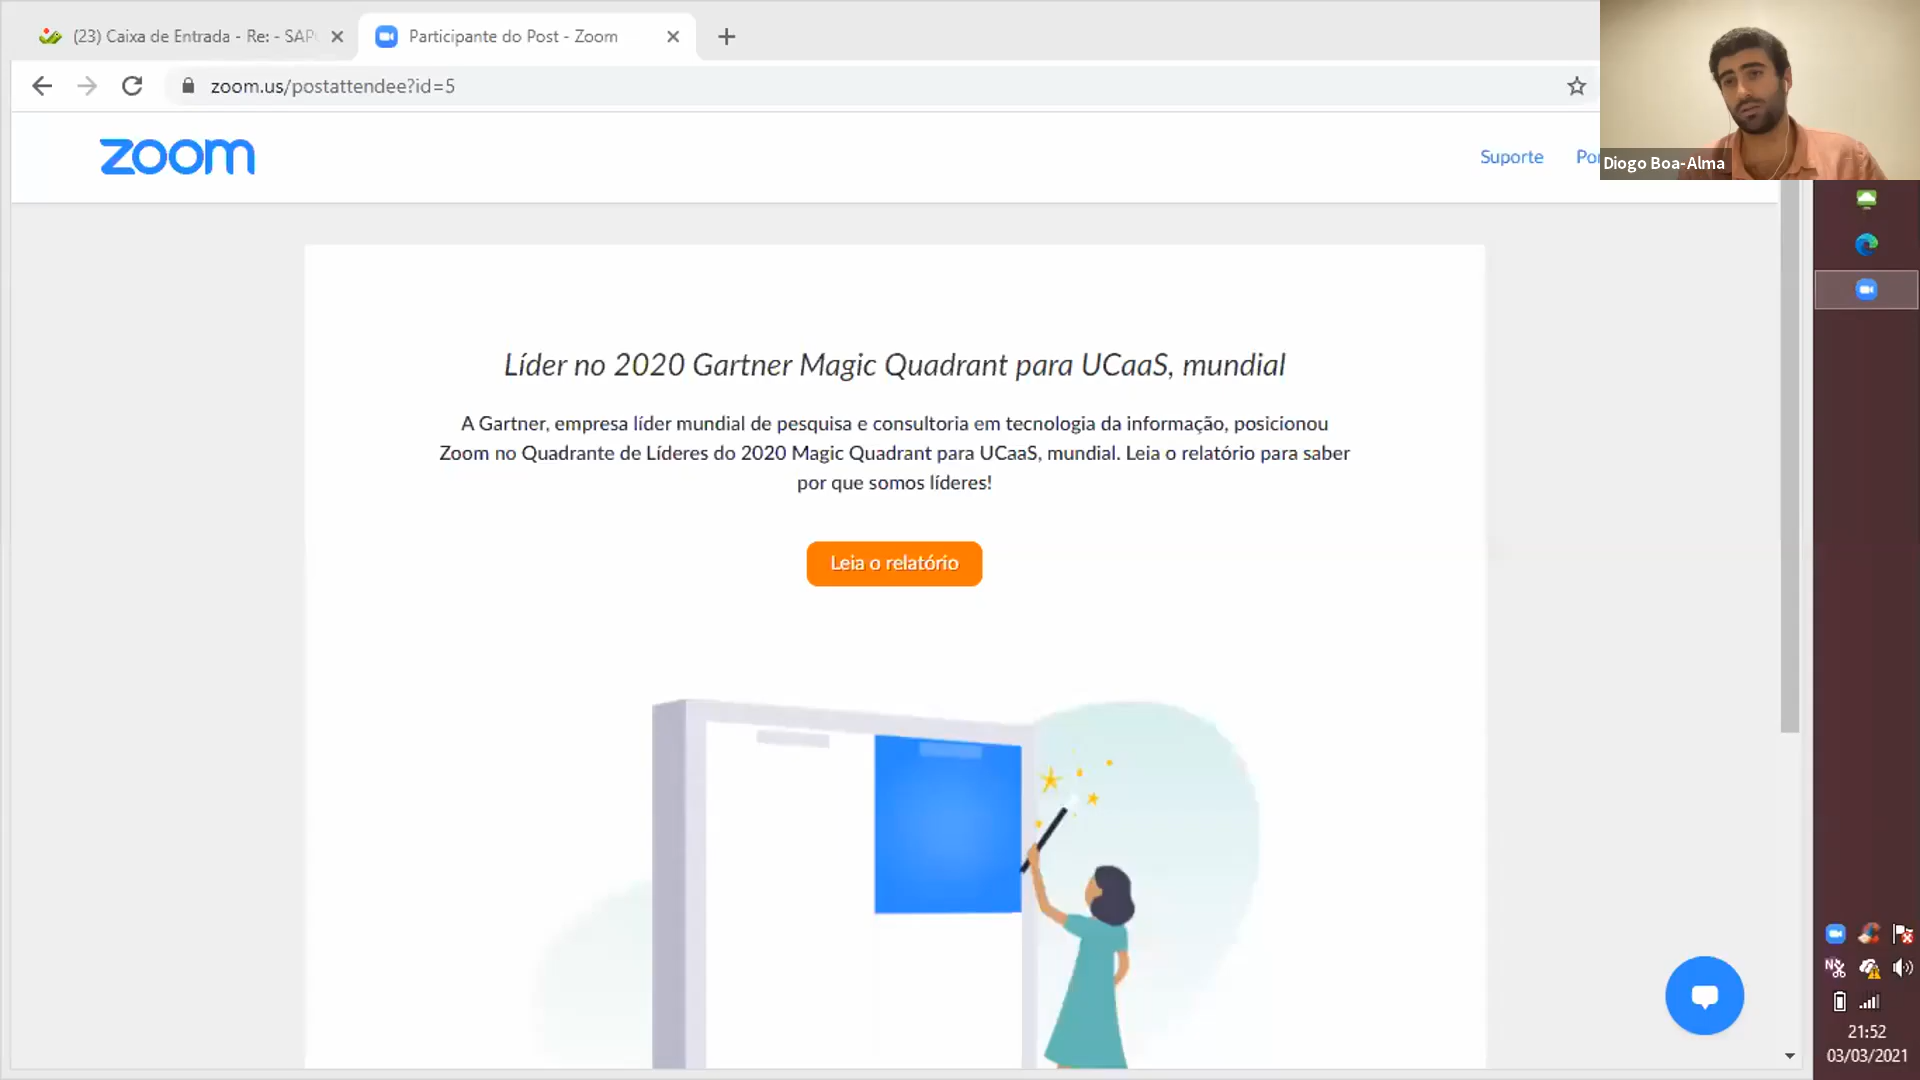 (23) Caixa de Entrada - Re: - SAP
Participante do Post - Zoom
zoom.us/postattendee?id=5
zoom
Suporte
Diogo Boa-Alma
Líder no 2020 Gartner Magic Quadrant para UCaaS, mundial
A Gartner, empresa líder mundial de pesquisa e consultoria em tecnologia da informação, posicionou
Zoom no Quadrante de Líderes do 2020 Magic Quadrant para UCaaS, mundial. Leia o relatório para saber
por que somos líderes!
Leia o relatório
21:52
03/03/2021